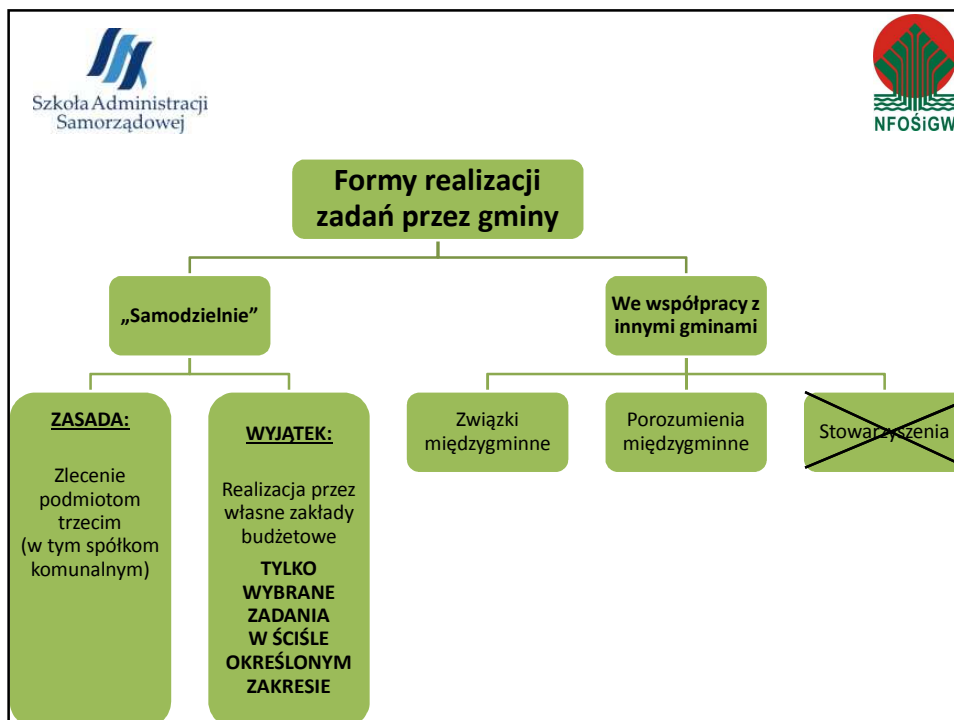 Szkoła Administracji
Samorządowej
NFOŚiGW
Formy realizacji
zadań przez gminy
„Samodzielnie”
We współpracy z
innymi gminami
ZASADA:
Zlecenie
podmiotom
trzecim
(w tym spółkom
komunalnym)
WYJĄTEK:
Realizacja przez
własne zakłady
budżetowe
TYLKO
WYBRANE
ZADANIA
W ŚCIŚLE
OKREŚLONYM
ZAKRESIE
Związki
międzygminne
Porozumienia
międzygminne
Stowarzyszenia